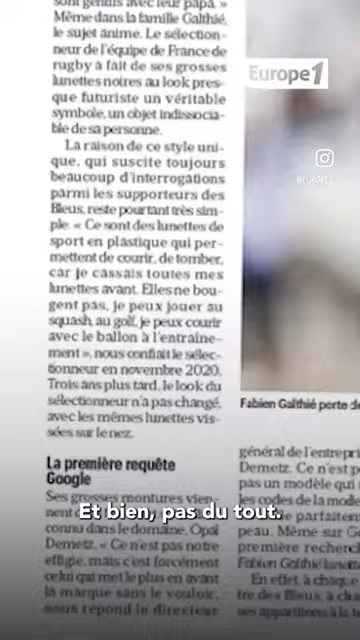 sont gentils avec leur papa. »
Même dans la famille Galthié,
le sujet anime. Le sélection-
neur de l'équipe de France de
rugby a fait de ses grosses
lunettes noires au look pres-
que futuriste un véritable
symbole, un objet indissocia-
ble de sa personne.
La raison de ce style uni-
que, qui suscite toujours
beaucoup d'interrogations
parmi les supporteurs des
Bleus, reste pourtant très sim-
ple. « Ce sont des lunettes de
sport en plastique qui per-
mettent de courir, de tomber,
car je cassais toutes mes
lunettes avant. Elles ne bou-
gent pas, je peux jouer au
squash, au golf, je peux courir
avec le ballon à l'entraîne-
ment », nous confiait le sélec-
tionneur en novembre 2020.
Trois ans plus tard, le look du
sélectionneur n'a pas changé,
avec les mêmes lunettes vis-
sées sur le nez.
La première requête
Google
Ses grosses montures vien-
nent
connu dans le domaine, Opal
Demetz. « Ce n'est pas notre
effigie, mais c'est forcément
celui qui met le plus en avant
la marque sans le vouloir,
nous répond le directeur
Europe 1
@EUROPE1
Fabien Galthié porte de
général de l'entrepri
Demetz. Ce n'est p
pas un modèle qui
les codes de la mode
parfaitem
peau. Même sur G
première recherc
Fabien Galthié lunett
En effet, à chaque
tre des Bleus, à cha
ses apparitions à la t
Et bien, pas du tout.